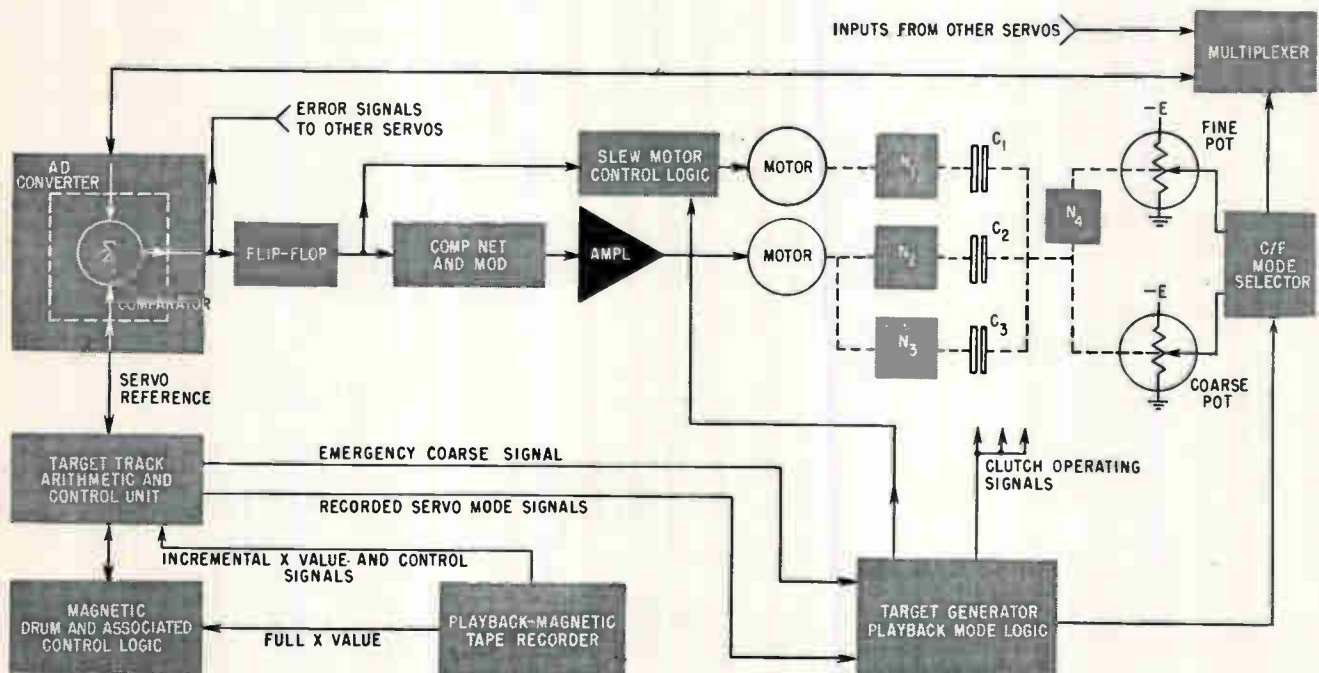 INPUTS FROM OTHER SERVOS
MULTIPLEXER
ERROR SIGNALS
TO OTHER SERVOS
AD
CONVERTER
Σ
COMPARATOR
FLIP-FLOP
SLEW MOTOR
CONTROL LOGIC
COMP NET
AND MOD
AMPL
MOTOR
MOTOR
N1
N2
N3
C1
C2
C3
N4
-E
FINE
POT
-E
COARSE
POT
C/F
MODE
SELECTOR
SERVO
REFERENCE
TARGET TRACK
ARITHMETIC AND
CONTROL UNIT
EMERGENCY COARSE SIGNAL
RECORDED SERVO MODE SIGNALS
CLUTCH OPERATING
SIGNALS
INCREMENTAL X VALUE AND CONTROL
SIGNALS
MAGNETIC
DRUM AND ASSOCIATED
CONTROL LOGIC
FULL X VALUE
PLAYBACK-MAGNETIC
TAPE RECORDER
TARGET GENERATOR
PLAYBACK MODE LOGIC